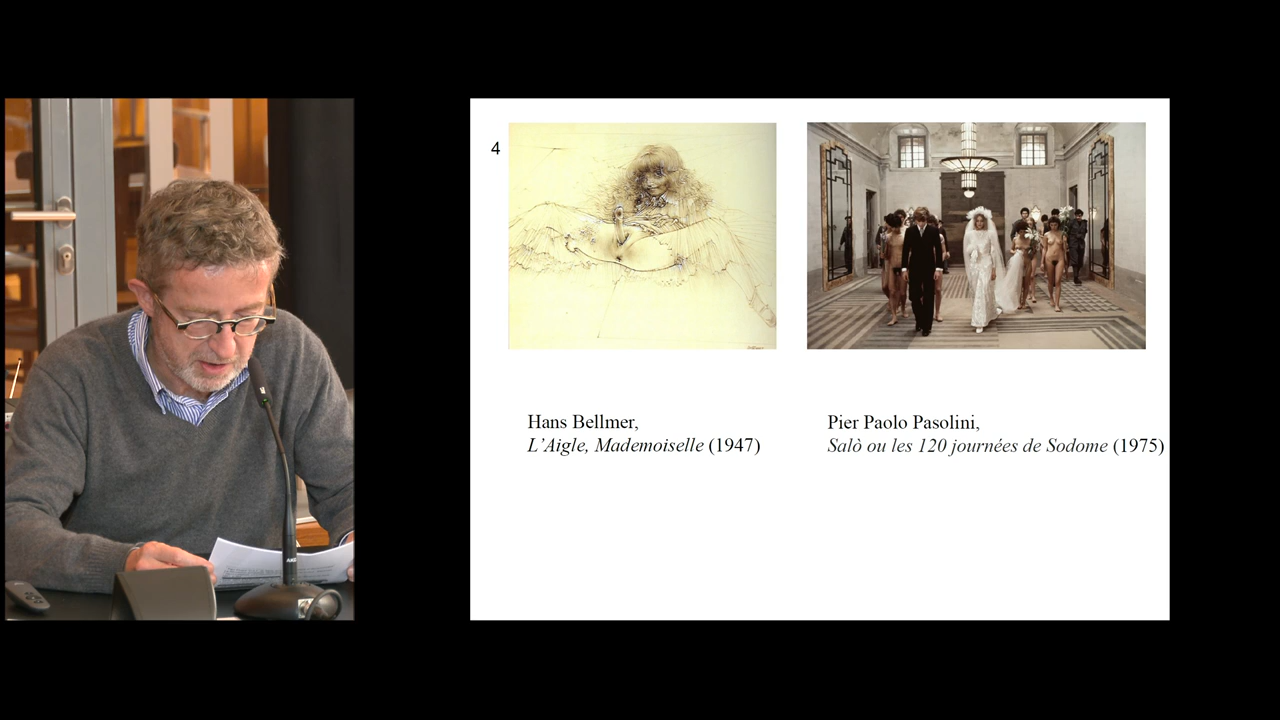 4
Hans Bellmer,
L'Aigle, Mademoiselle (1947)
Pier Paolo Pasolini,
Salò ou les 120 journées de Sodome (1975)